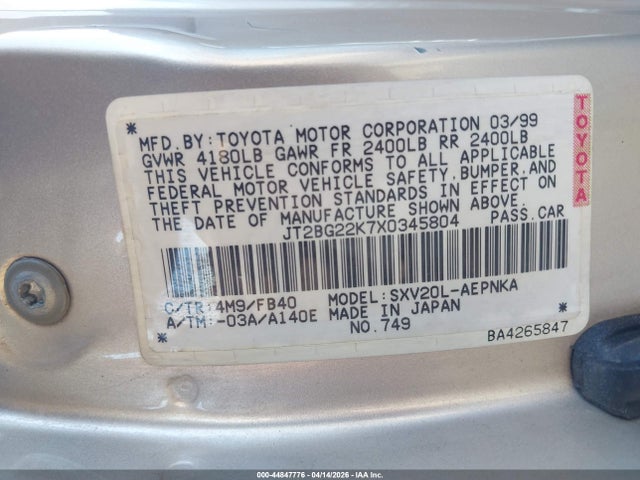 MFD. BY: TOYOTA MOTOR CORPORATION 03/99
GVWR 4180LB GAWR FR 2400LB RR 2400LB
THIS VEHICLE CONFORMS TO ALL APPLICABLE
FEDERAL MOTOR VEHICLE SAFETY, BUMPER, AND
THEFT PREVENTION STANDARDS IN EFFECT ON
THE DATE OF MANUFACTURE SHOWN ABOVE.
JT2BG22K7X0345804 PASS. CAR
C/TR: 4M9/FB40 MODEL: SXV20L-AEPNKA
A/TM: -03A/A140E MADE IN JAPAN
NO. 749
BA4265847
TOYOTA
000-44847776 - 04/14/2026 - IAAI.COM